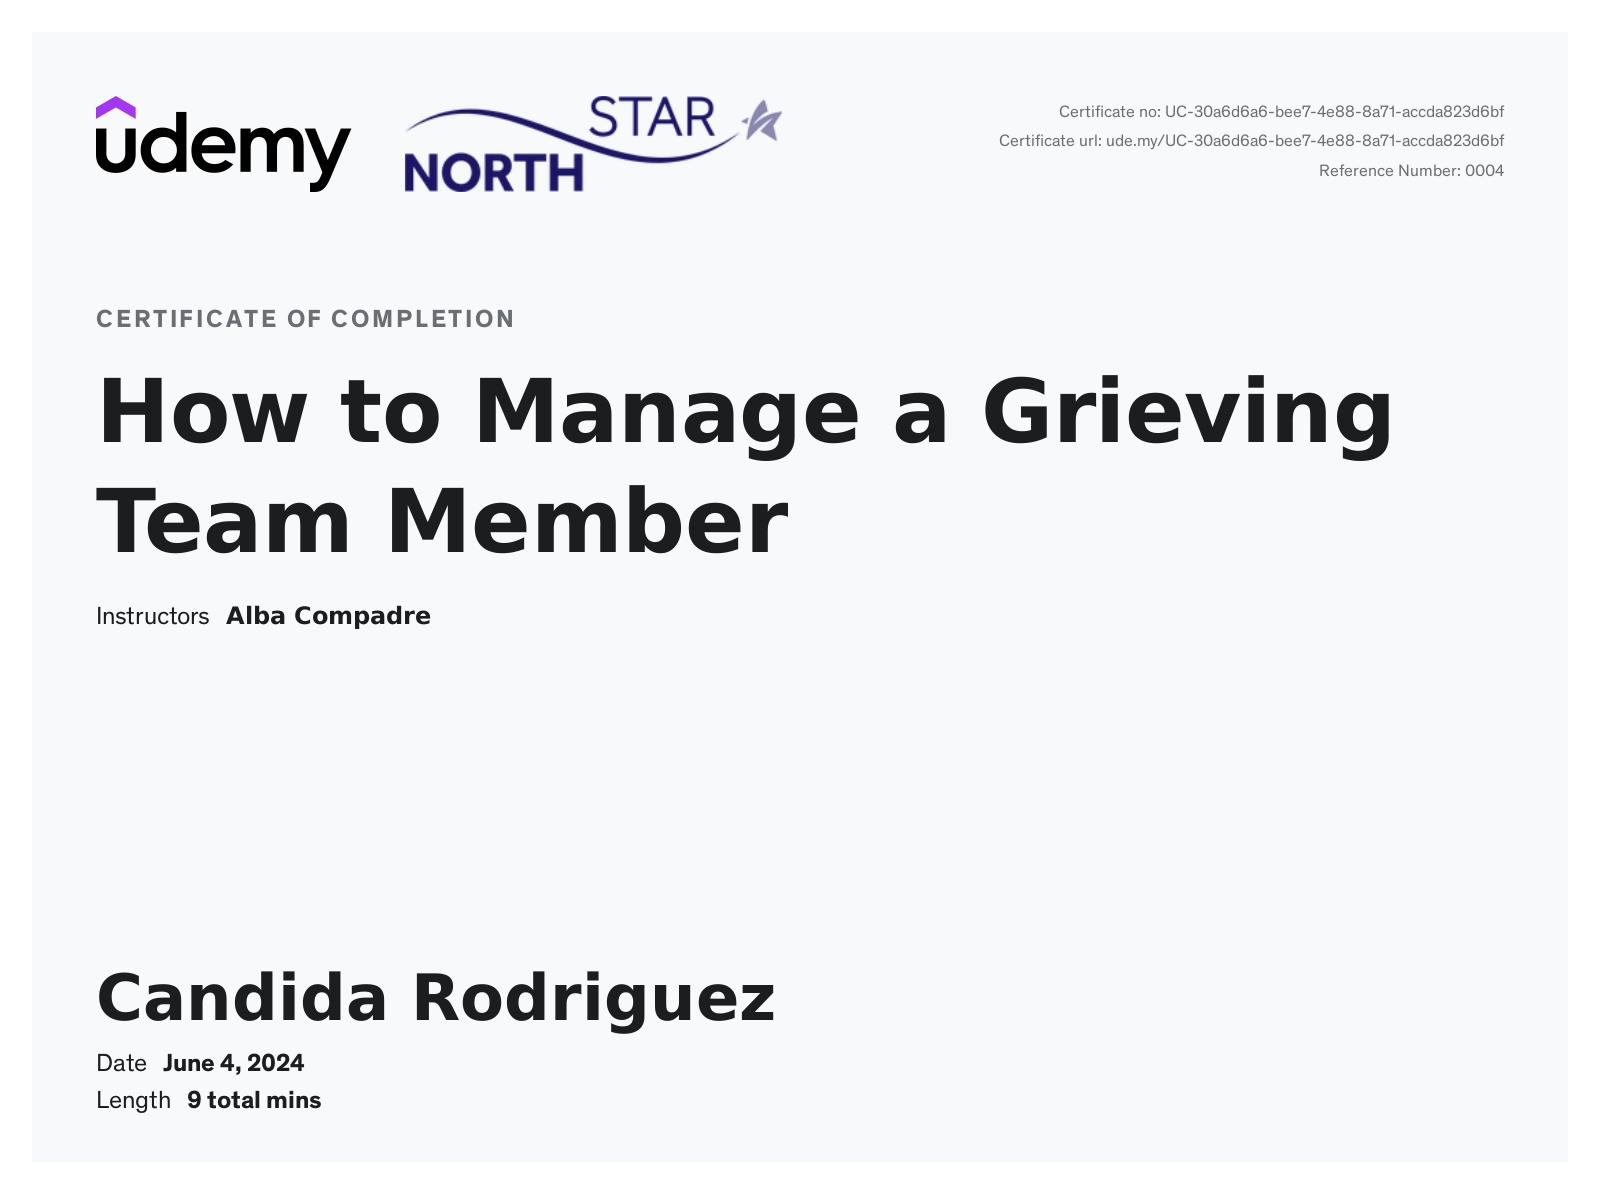 udemy
STAR
NORTH
Certificate no: UC-30a6d6a6-bee7-4e88-8a71-accda823d6bf
Certificate url: ude.my/UC-30a6d6a6-bee7-4e88-8a71-accda823d6bf
Reference Number: 0004
CERTIFICATE OF COMPLETION
How to Manage a Grieving
Team Member
Instructors Alba Compadre
Candida Rodriguez
Date June 4, 2024
Length 9 total mins